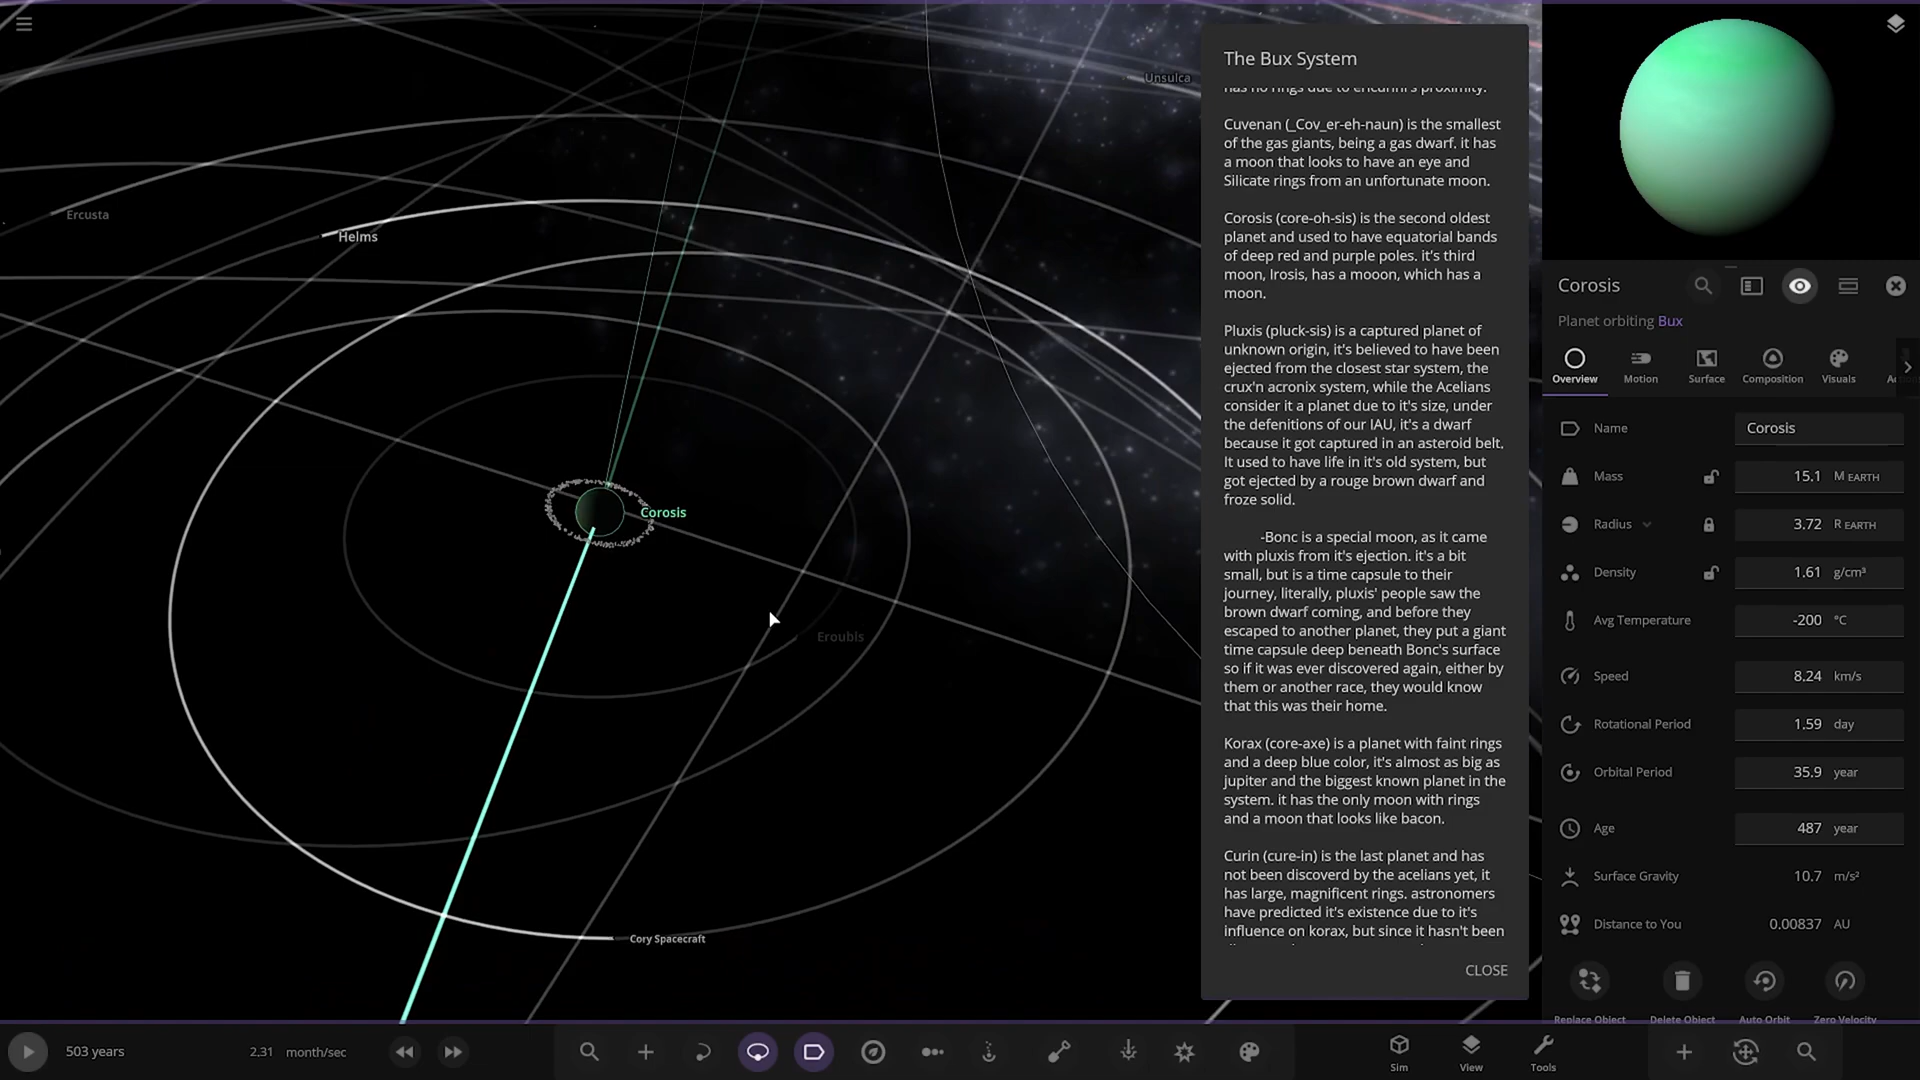 The Bux System
has no rings due to encurin's proximity.
Cuvenan (_Cov_er-eh-naun) is the smallest
of the gas giants, being a gas dwarf. it has
a moon that looks to have an eye and
Silicate rings from an unfortunate moon.
Corosis (core-oh-sis) is the second oldest
planet and used to have equatorial bands
of deep red and purple poles. it's third
moon, Irosis, has a mooon, which has a
moon.
Pluxis (pluck-sis) is a captured planet of
unknown origin, it's believed to have been
ejected from the closest star system, the
crux'n acronix system, while the Acelians
consider it a planet due to it's size, under
the defenitions of our IAU, it's a dwarf
because it got captured in an asteroid belt.
It used to have life in it's old system, but
got ejected by a rouge brown dwarf and
froze solid.
-Bonc is a special moon, as it came
with pluxis from it's ejection. it's a bit
small, but is a time capsule to their
journey, literally, pluxis' people saw the
brown dwarf coming, and before they
escaped to another planet, they put a giant
time capsule deep beneath Bonc's surface
so if it was ever discovered again, either by
them or another race, they would know
that this was their home.
Korax (core-axe) is a planet with faint rings
and a deep blue color, it's almost as big as
jupiter and the biggest known planet in the
system. it has the only moon with rings
and a moon that looks like bacon.
Curin (cure-in) is the last planet and has
not been discoverd by the acelians yet, it
has large, magnificent rings. astronomers
have predicted it's existence due to it's
influence on korax, but since it hasn't been
CLOSE
Unsulca
Ercusta
Helms
Corosis
Eroubis
Cory Spacecraft
Corosis
Planet orbiting Bux
Overview
Motion
Surface
Composition
Visuals
Name Corosis
Mass 15.1 M EARTH
Radius 3.72 R EARTH
Density 1.61 g/cm³
Avg Temperature -200 °C
Speed 8.24 km/s
Rotational Period 1.59 day
Orbital Period 35.9 year
Age 487 year
Surface Gravity 10.7 m/s²
Distance to You 0.00837 AU
Replace Object
Delete Object
Auto Orbit
Zero Velocity
503 years
2.31 month/sec
Sim
View
Tools